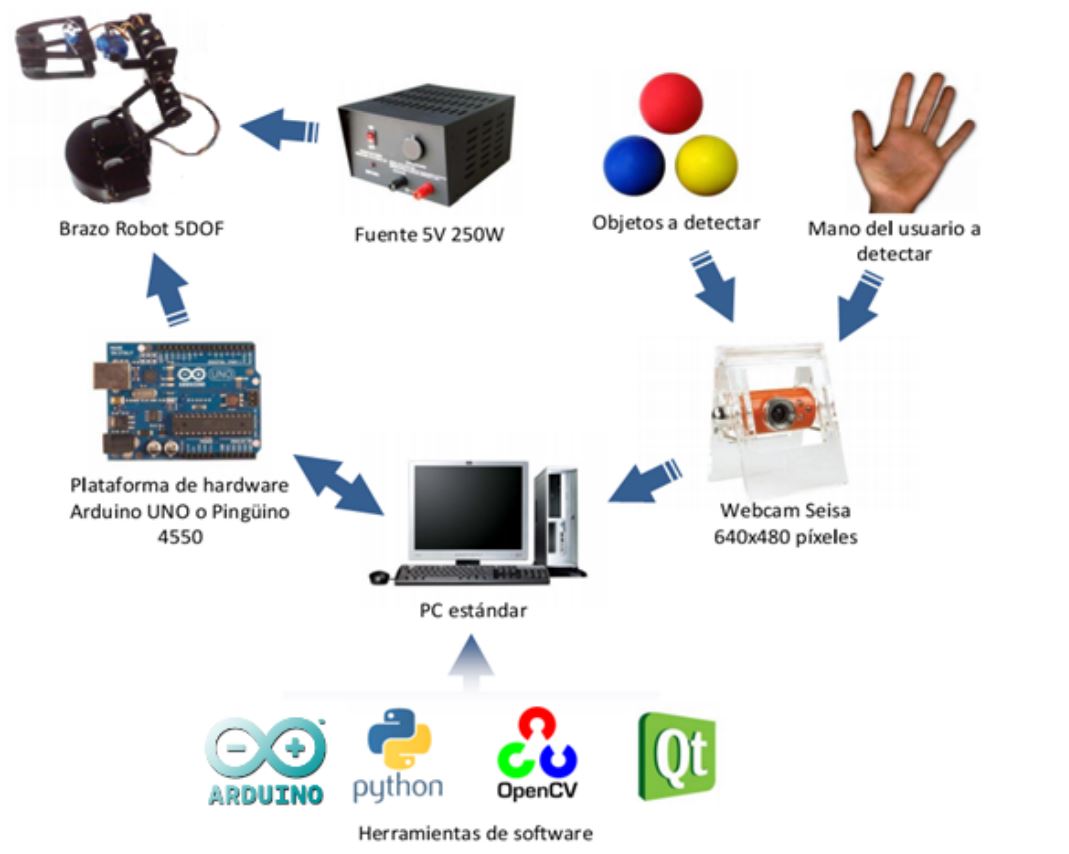 Brazo Robot 5DOF
Fuente 5V 250W
Objetos a detectar
Mano del usuario a
detectar
ARDUINO
UNO
Plataforma de hardware
Arduino UNO o Pingüino
4550
Webcam Seisa
640x480 píxeles
PC estándar
ARDUINO
python
OpenCV
Qt
Herramientas de software